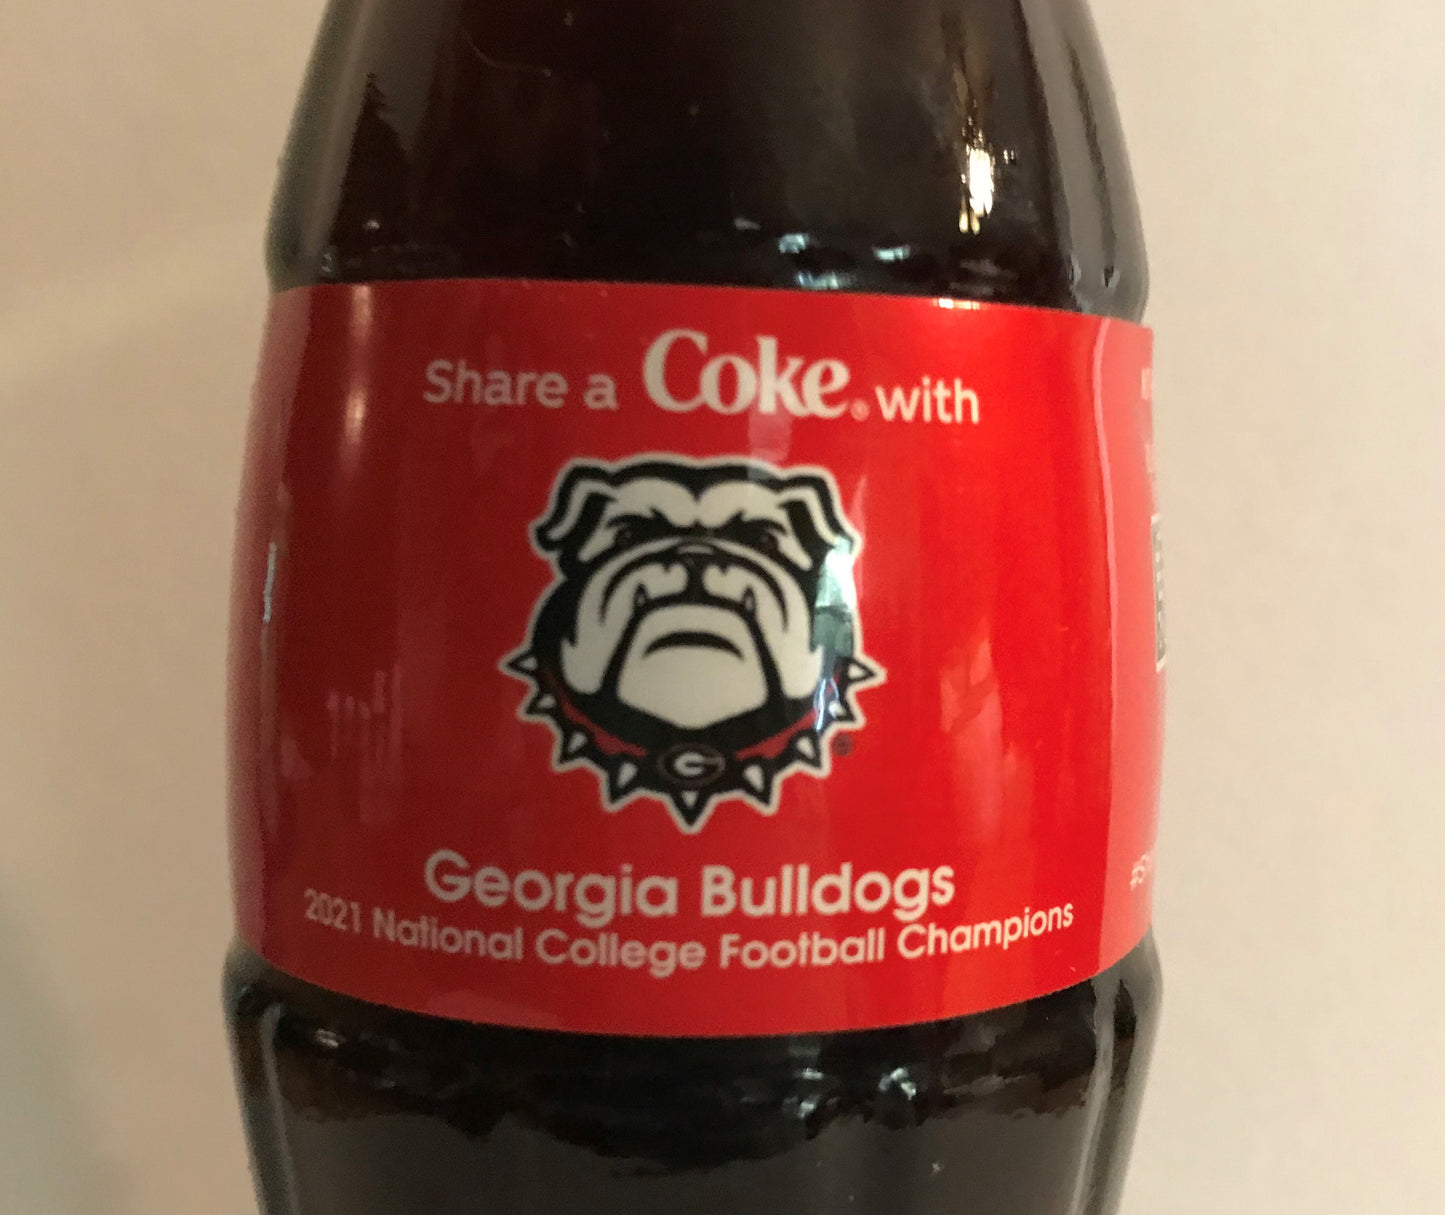 Share a Coke® with
G
®
Georgia Bulldogs
2021 National College Football Champions